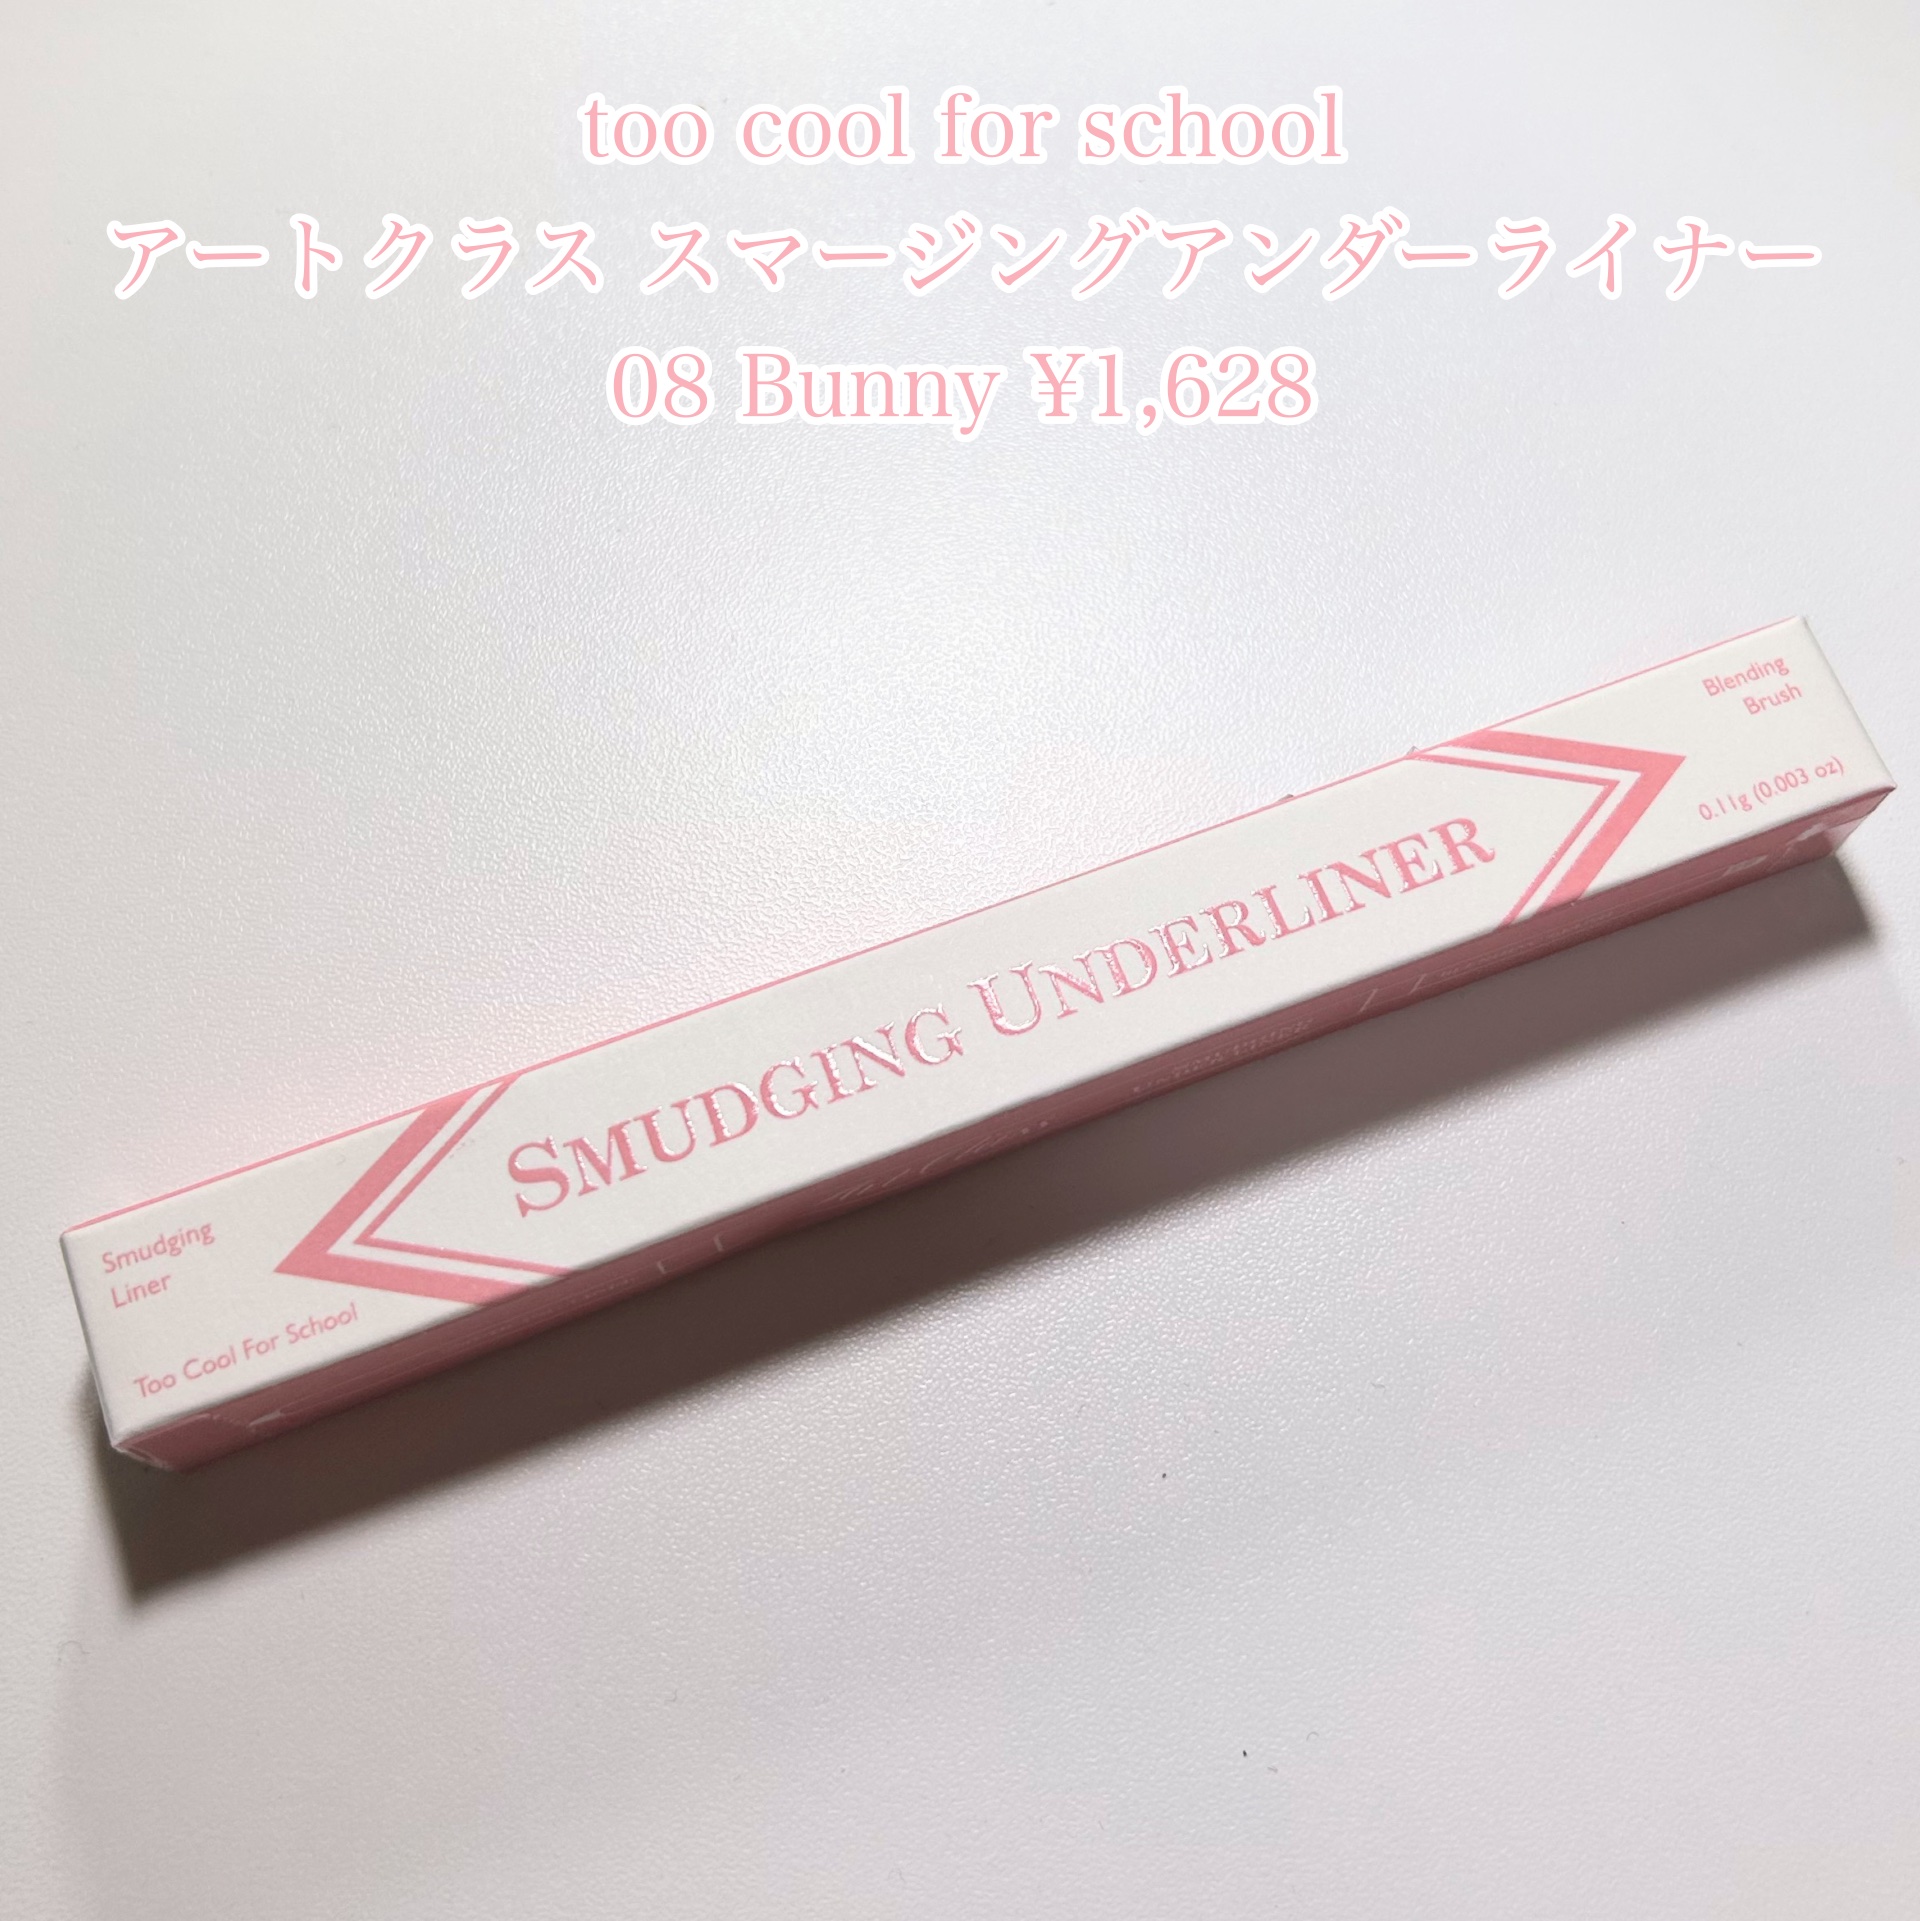 too cool for school
アートクラス スマージングアンダーライナー
08 Bunny ¥1,628
Blending
Brush
0.11g (0.003 oz)
SMUDGING UNDERLINER
Smudging
Liner
Too Cool For School